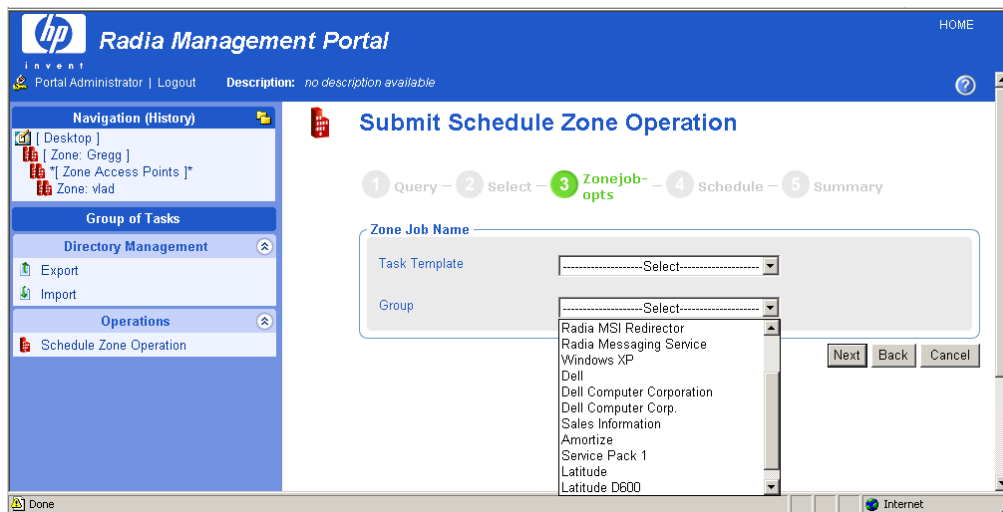 hp
invent
Radia Management Portal
HOME
Portal Administrator | Logout
Description: no description available
?
Navigation (History)
[ Desktop ]
[ Zone: Gregg ]
*[ Zone Access Points ]*
Zone: vlad
Group of Tasks
Directory Management
Export
Import
Operations
Schedule Zone Operation
Submit Schedule Zone Operation
1 Query – 2 Select – 3 Zonejob-opts – 4 Schedule – 5 Summary
Zone Job Name
Task Template
--------------------Select--------------------
Group
--------------------Select--------------------
Radia MSI Redirector
Radia Messaging Service
Windows XP
Dell
Dell Computer Corporation
Dell Computer Corp.
Sales Information
Amortize
Service Pack 1
Latitude
Latitude D600
Next Back Cancel
Done
Internet